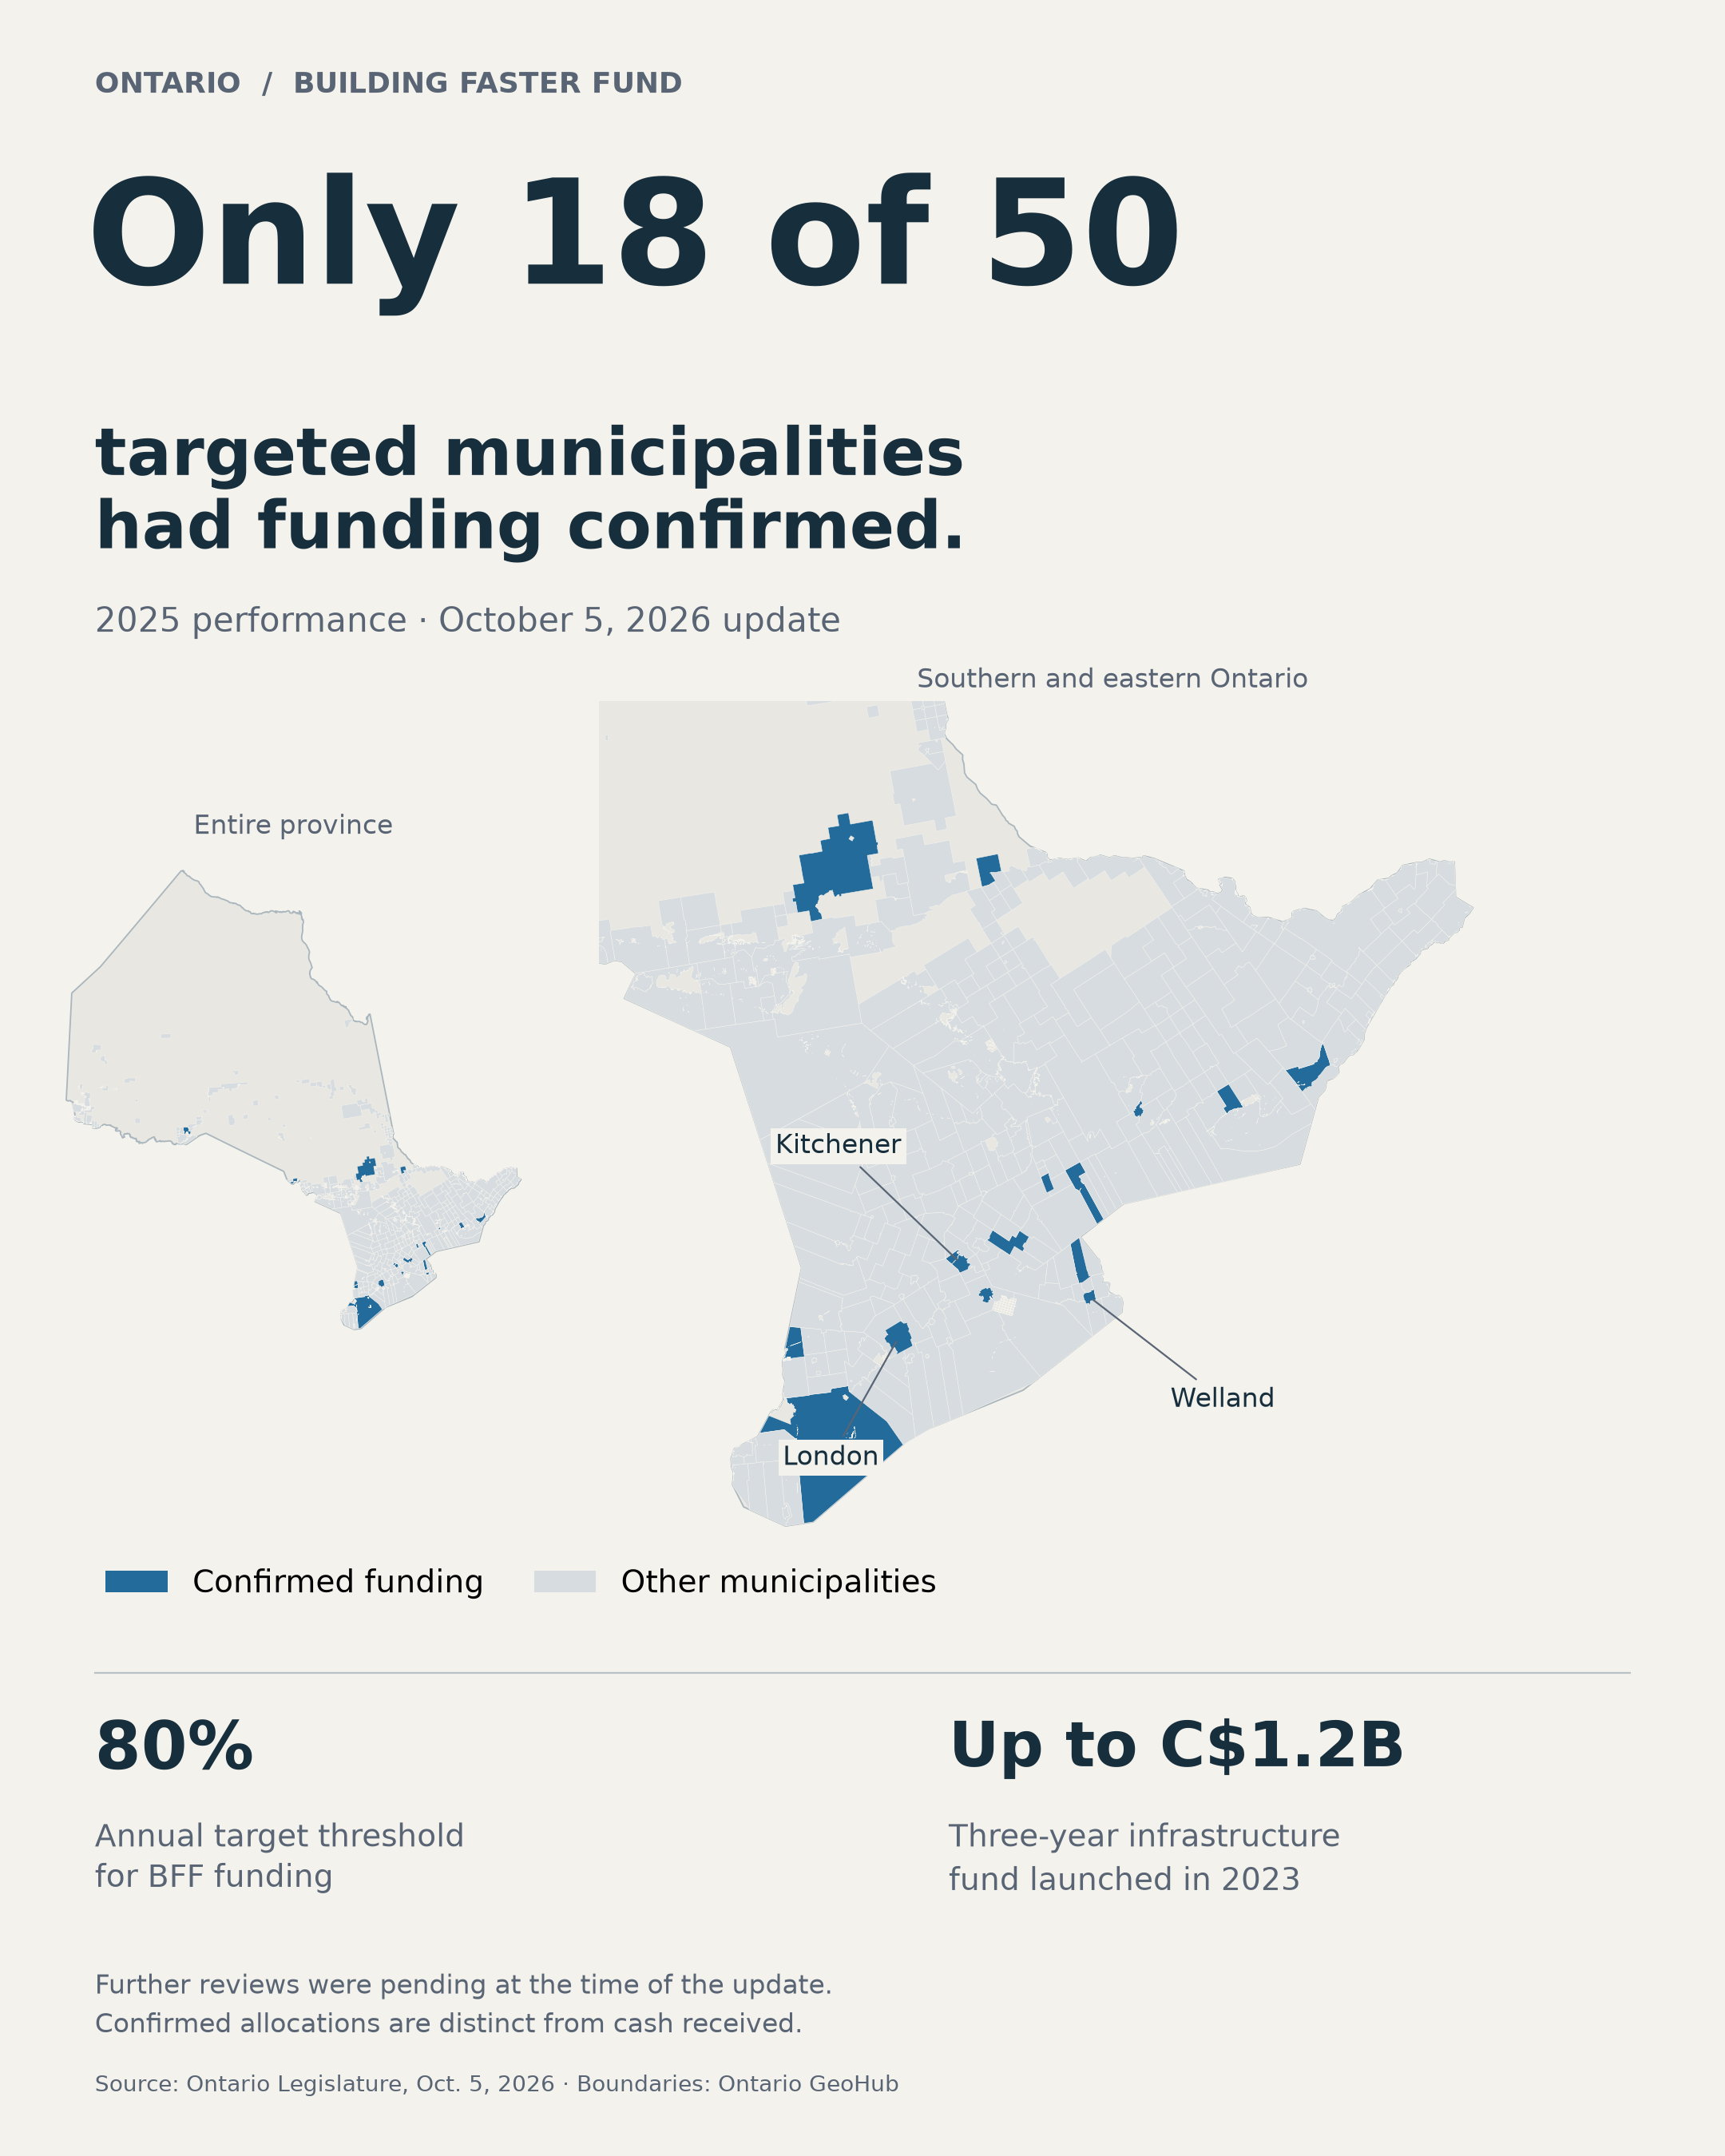 ONTARIO / BUILDING FASTER FUND
Only 18 of 50
targeted municipalities
had funding confirmed.
2025 performance · October 5, 2026 update
Southern and eastern Ontario
Entire province
Kitchener
Welland
London
Confirmed funding
Other municipalities
80%
Annual target threshold
for BFF funding
Up to C$1.2B
Three-year infrastructure
fund launched in 2023
Further reviews were pending at the time of the update.
Confirmed allocations are distinct from cash received.
Source: Ontario Legislature, Oct. 5, 2026 · Boundaries: Ontario GeoHub